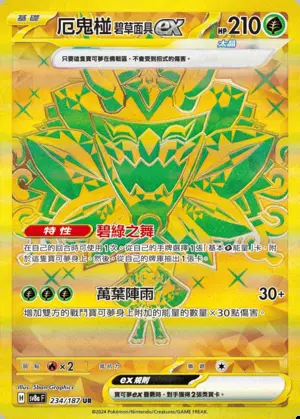 基礎 厄鬼椪 碧草面具ex HP210
太晶
只要這隻寶可夢在備戰區，不會受到招式的傷害。
特性 碧綠之舞
在自己的回合時可使用1次。從自己的手牌選擇1張「基本 能量」卡，附
於這隻寶可夢身上。然後，從自己的牌庫抽出1張卡。
萬葉陣雨 30+
增加雙方的戰鬥寶可夢身上附加的能量的數量×30點傷害。
×2
ex規則
寶可夢ex昏厥時，對手獲得2張獎賞卡。
Illus. 5ban Graphics
H SV8a F 234/187 UR
©2024 Pokémon/Nintendo/Creatures/GAME FREAK.